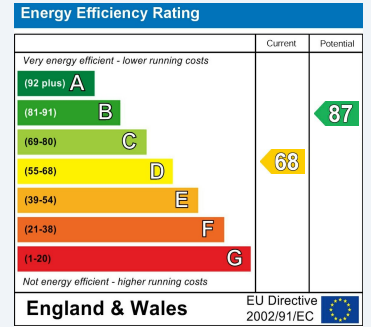 Energy Efficiency Rating
Current Potential
Very energy efficient - lower running costs
(92 plus) A
(81-91) B
87
(69-80) C
(55-68) D
68
(39-54) E
(21-38) F
(1-20) G
Not energy efficient - higher running costs
England & Wales
EU Directive
2002/91/EC